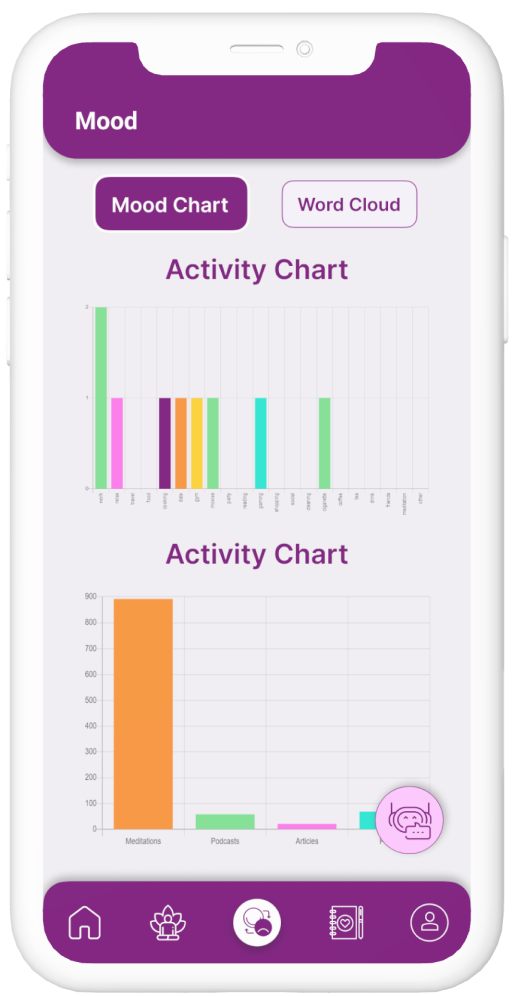 Mood
Mood Chart
Word Cloud
Activity Chart
2
1
0
work
relax
travel
food
date
gym
movies
party
reading
gaming
shopping
social
cleaning
cigarette
coffee
tea
drink
friends
meditation
other
Activity Chart
900
800
700
600
500
400
300
200
100
0
Meditations
Podcasts
Articles